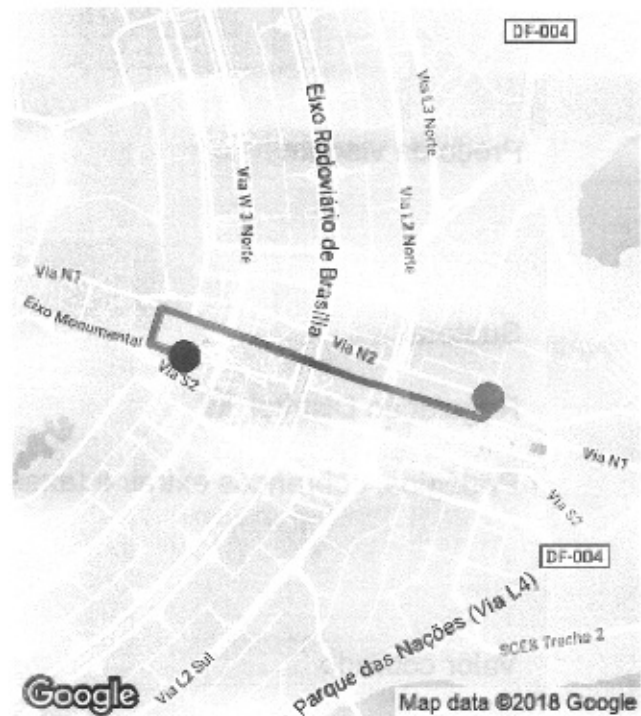 DF-004
Via L3 Norte
Eixo Rodoviário de Brasília
Via W 3 Norte
Via L2 Norte
Via N1
Eixo Monumental
Via N2
Via S2
Via N1
Via S2
DF-004
Parque das Nações (Via L4)
SCES Trecho 2
Via L2 Sul
Google
Map data ©2018 Google